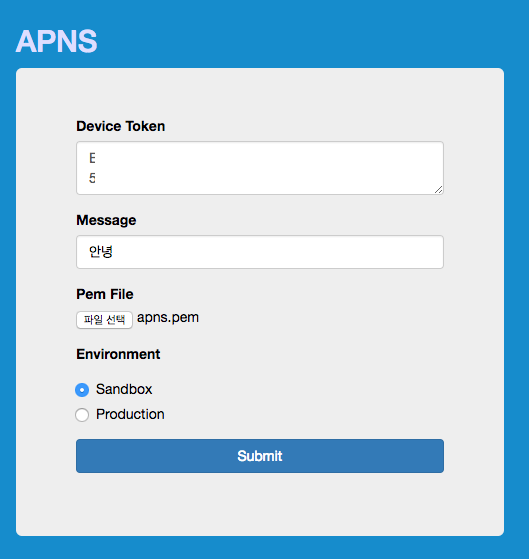 APNS
Device Token
E
5
Message
안녕
Pem File
파일 선택 apns.pem
Environment
Sandbox
Production
Submit